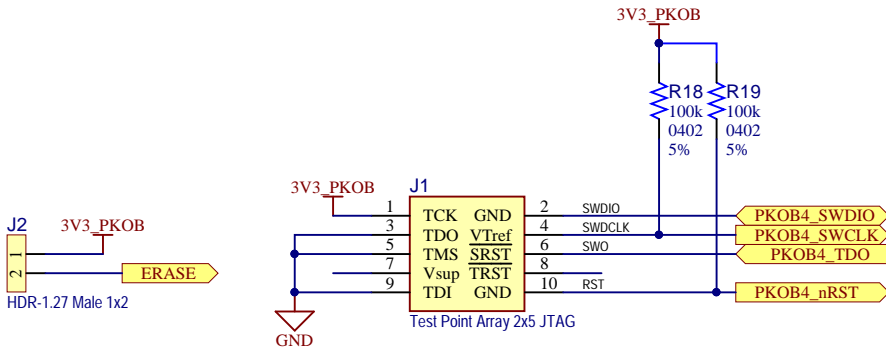 3V3_PKOB
R18
100k
0402
5%
R19
100k
0402
5%
J2
3V3_PKOB
1
2
ERASE
HDR-1.27 Male 1x2
3V3_PKOB
J1
1 TCK GND 2 SWDIO PKOB4_SWDIO
3 TDO VTref 4 SWDCLK PKOB4_SWCLK
5 TMS SRST 6 SWO PKOB4_TDO
7 Vsup TRST 8
9 TDI GND 10 RST PKOB4_nRST
Test Point Array 2x5 JTAG
GND